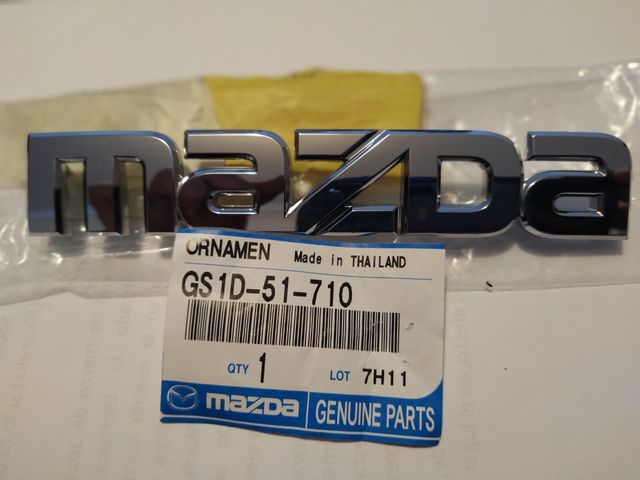 mazda
ORNAMEN Made in THAILAND
GS1D-51-710
QTY 1 LOT 7H11
mazda GENUINE PARTS